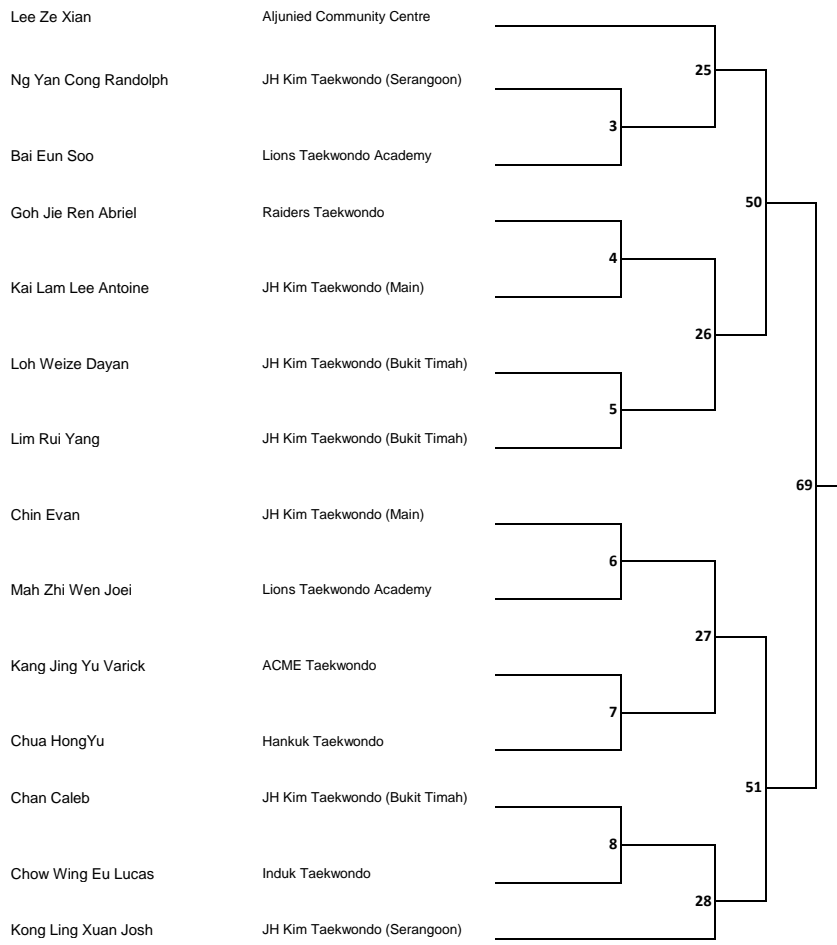 Lee Ze Xian Aljunied Community Centre
25
Ng Yan Cong Randolph JH Kim Taekwondo (Serangoon)
3
Bai Eun Soo Lions Taekwondo Academy
50
Goh Jie Ren Abriel Raiders Taekwondo
4
Kai Lam Lee Antoine JH Kim Taekwondo (Main)
26
Loh Weize Dayan JH Kim Taekwondo (Bukit Timah)
5
Lim Rui Yang JH Kim Taekwondo (Bukit Timah)
69
Chin Evan JH Kim Taekwondo (Main)
6
Mah Zhi Wen Joei Lions Taekwondo Academy
27
Kang Jing Yu Varick ACME Taekwondo
7
Chua HongYu Hankuk Taekwondo
51
Chan Caleb JH Kim Taekwondo (Bukit Timah)
8
Chow Wing Eu Lucas Induk Taekwondo
28
Kong Ling Xuan Josh JH Kim Taekwondo (Serangoon)